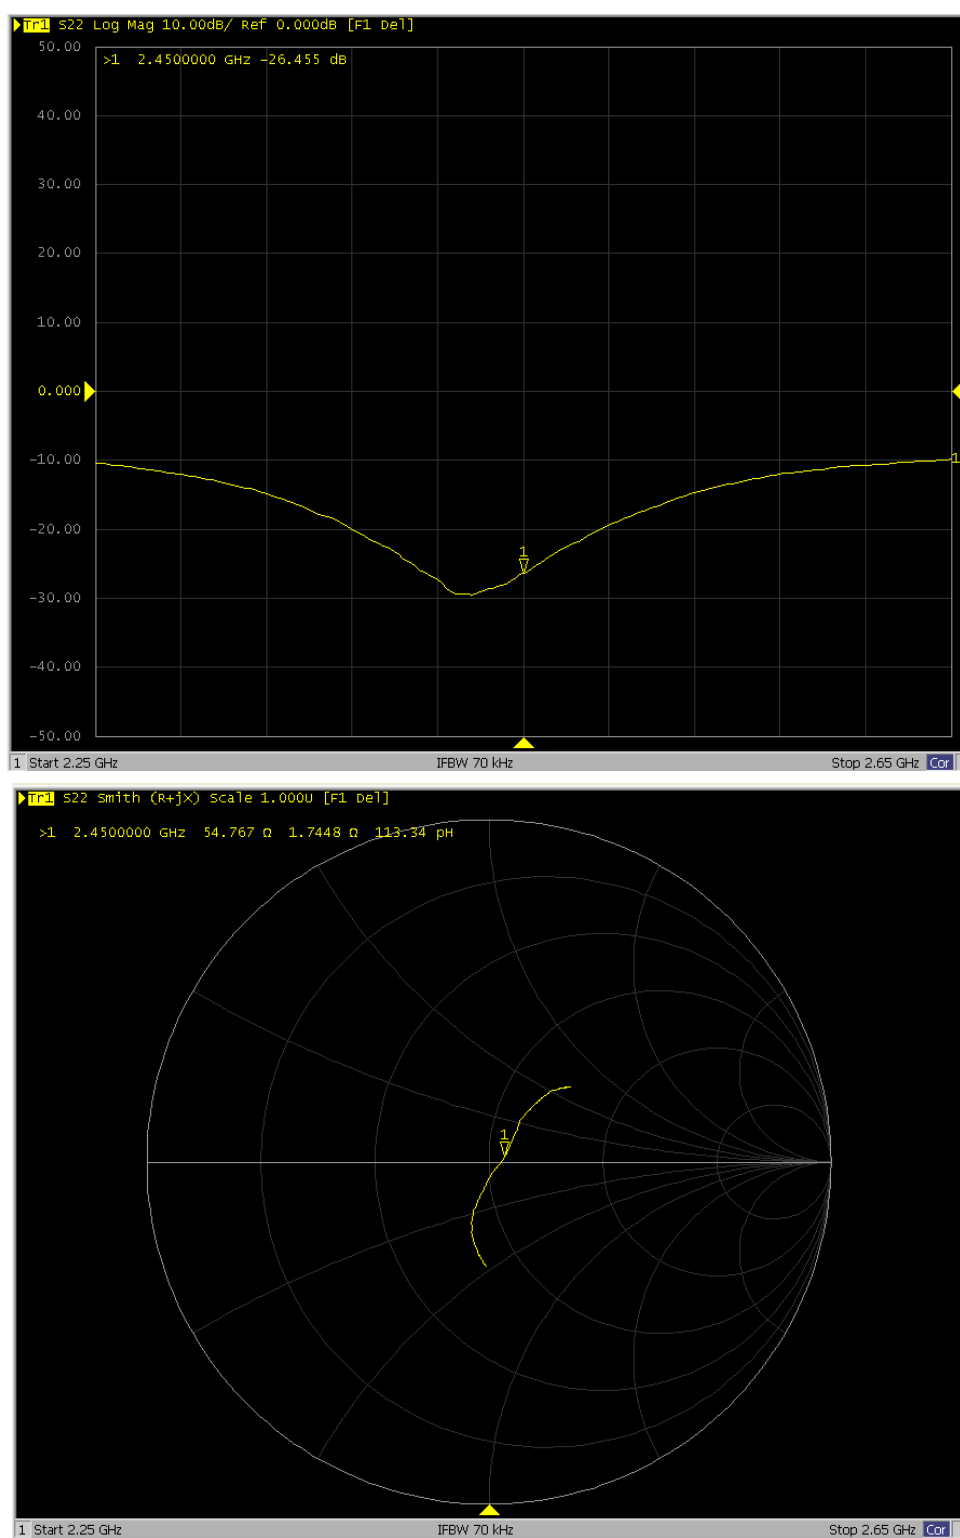 Tr1 S22 Log Mag 10.00dB/ Ref 0.000dB [F1 Del]
50.00
>1 2.4500000 GHz -26.455 dB
40.00
30.00
20.00
10.00
0.000
-10.00
1
-20.00
1
-30.00
-40.00
-50.00
1 Start 2.25 GHz IFBW 70 kHz Stop 2.65 GHz Cor
Tr1 S22 Smith (R+jX) Scale 1.000U [F1 Del]
>1 2.4500000 GHz 54.767 Ω 1.7448 Ω 113.34 pH
1
1 Start 2.25 GHz IFBW 70 kHz Stop 2.65 GHz Cor